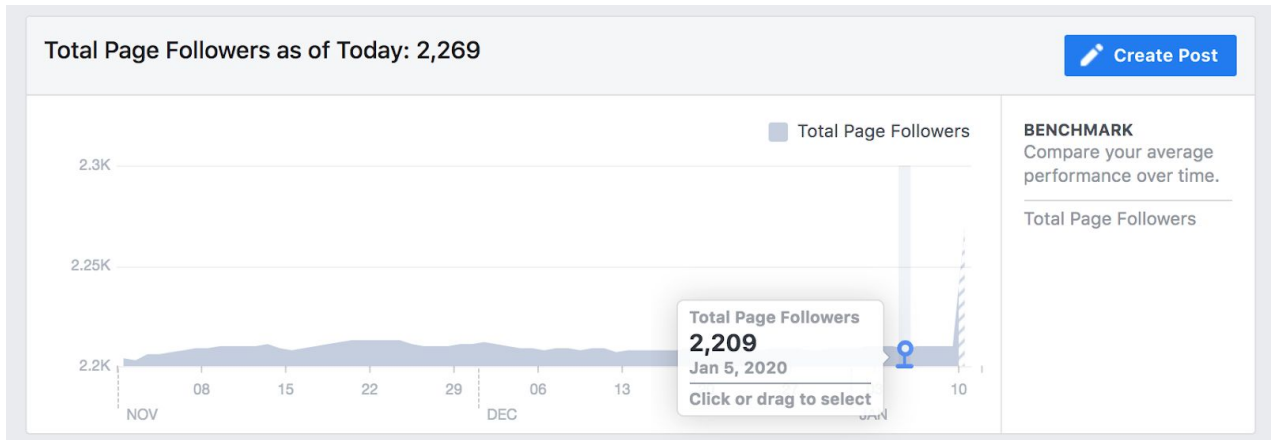 Total Page Followers as of Today: 2,269
Create Post
Total Page Followers
BENCHMARK
Compare your average
performance over time.
Total Page Followers
2.3K
2.25K
2.2K
Total Page Followers
2,209
Jan 5, 2020
Click or drag to select
08 15 22 29 06 13 10
NOV DEC JAN